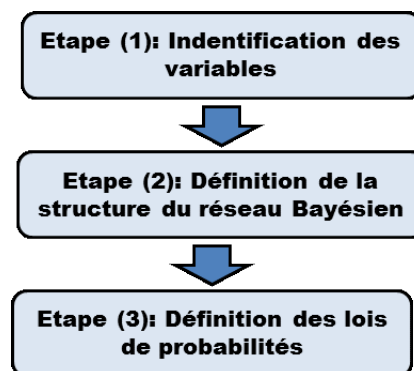 Etape (1): Indentification des
variables
Etape (2): Définition de la
structure du réseau Bayésien
Etape (3): Définition des lois
de probabilités